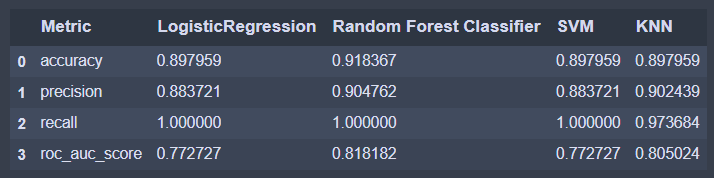 Metric LogisticRegression Random Forest Classifier SVM KNN
0 accuracy 0.897959 0.918367 0.897959 0.897959
1 precision 0.883721 0.904762 0.883721 0.902439
2 recall 1.000000 1.000000 1.000000 0.973684
3 roc_auc_score 0.772727 0.818182 0.772727 0.805024